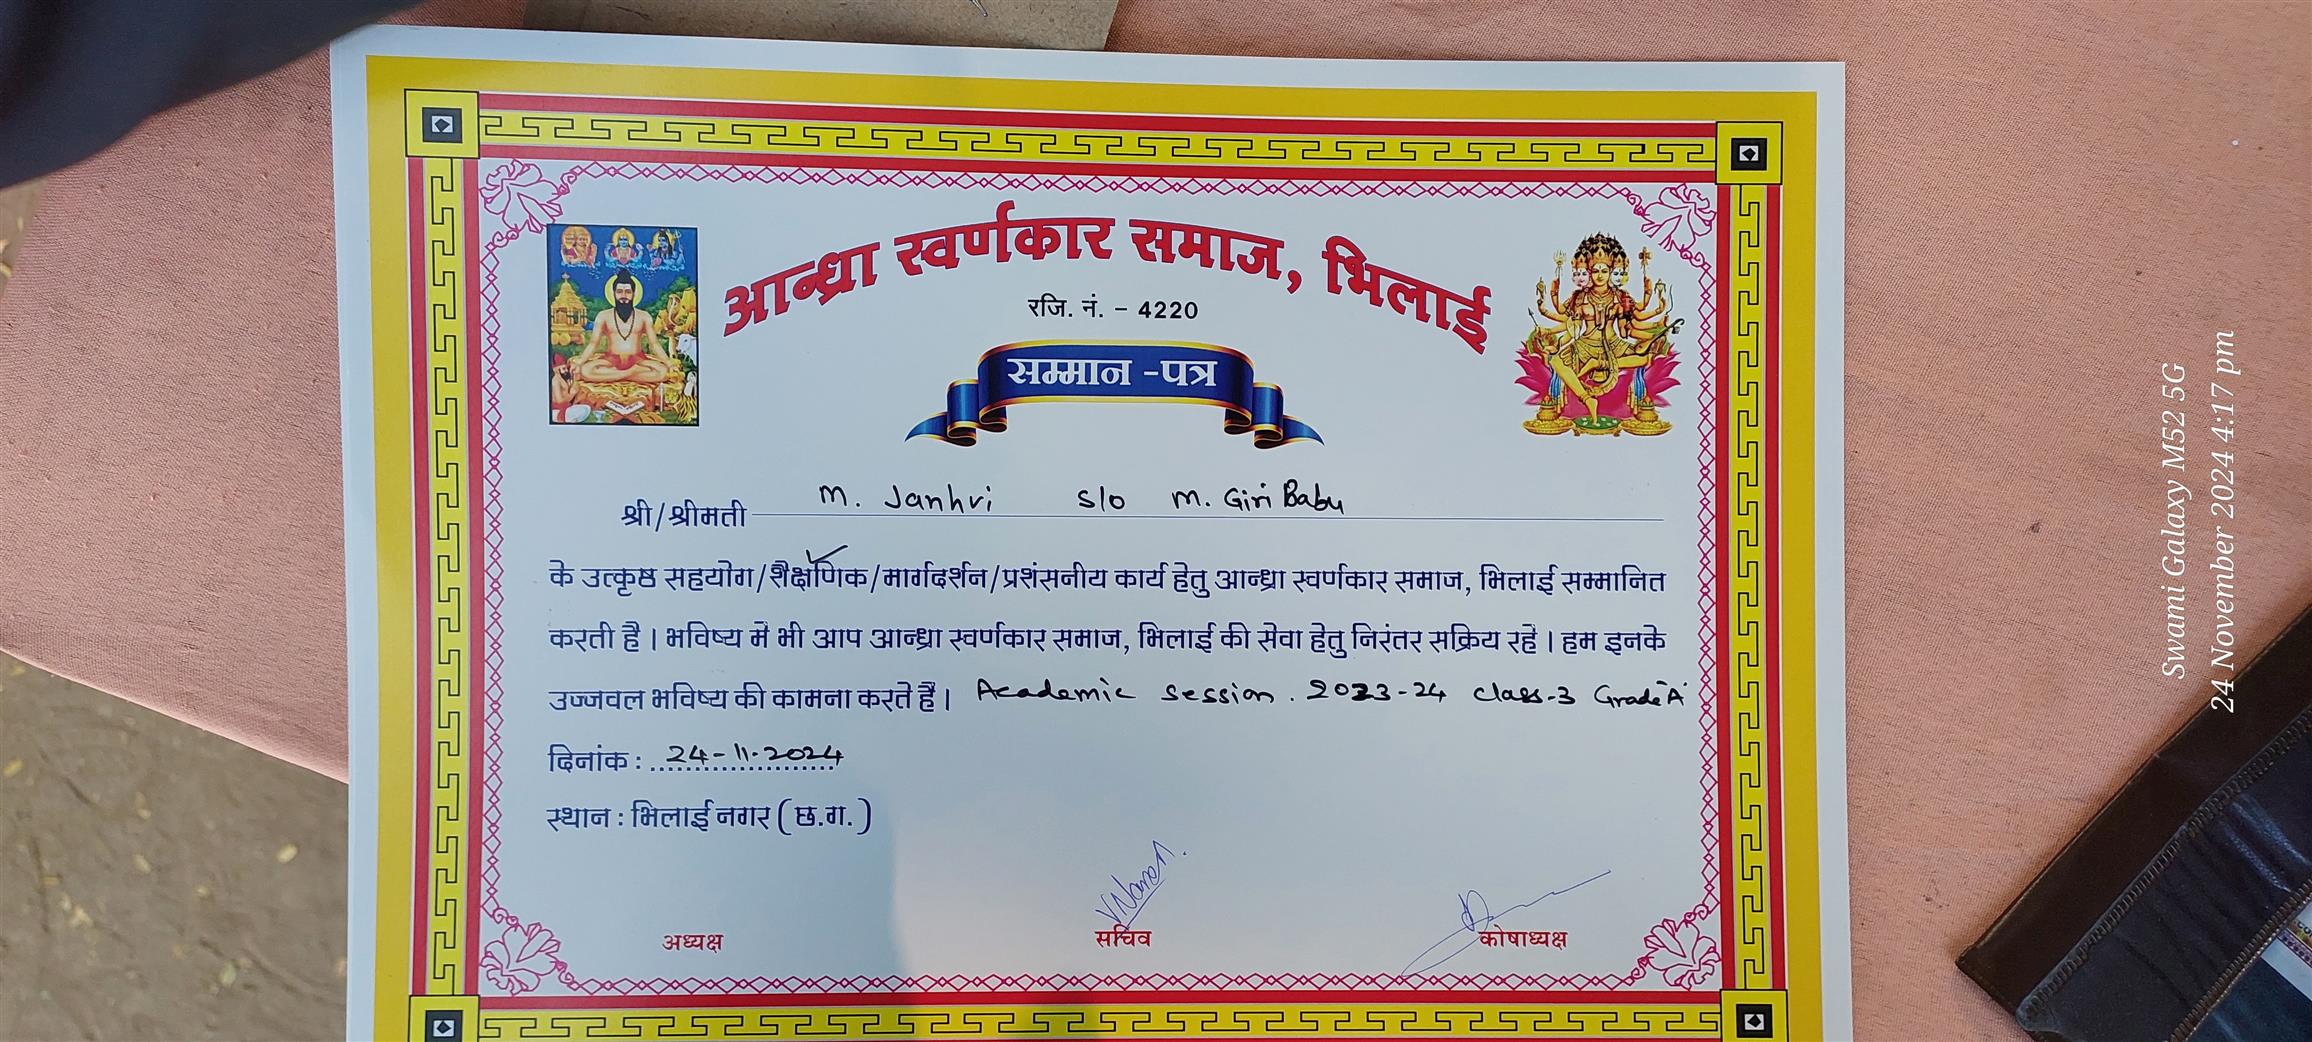 आन्ध्रा स्वर्णकार समाज, भिलाई
रजि. नं. - 4220
सम्मान -पत्र
श्री/श्रीमती M. Janhvi s/o M. Giri Babu
के उत्कृष्ठ सहयोग/शैक्षणिक/मार्गदर्शन/प्रशंसनीय कार्य हेतु आन्ध्रा स्वर्णकार समाज, भिलाई सम्मानित
करती है। भविष्य में भी आप आन्ध्रा स्वर्णकार समाज, भिलाई की सेवा हेतु निरंतर सक्रिय रहें। हम इनके
उज्जवल भविष्य की कामना करते हैं। Academic session. 2023-24 class-3 Grade "A"
दिनांक : 24-11-2024
स्थान : भिलाई नगर (छ.ग.)
अध्यक्ष सचिव कोषाध्यक्ष
Swami Galaxy M52 5G
24 November 2024 4:17 pm